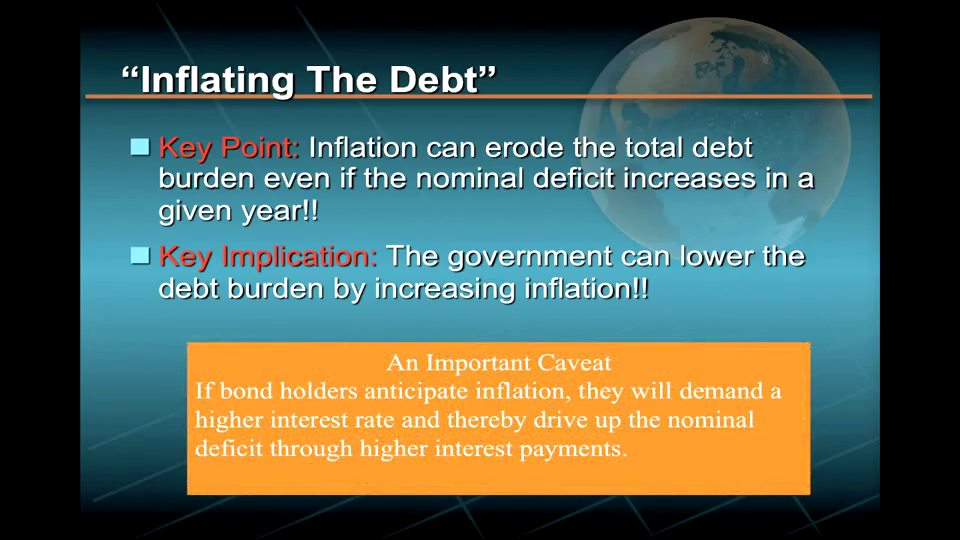 “Inflating The Debt”
Key Point: Inflation can erode the total debt
burden even if the nominal deficit increases in a
given year!!
Key Implication: The government can lower the
debt burden by increasing inflation!!
An Important Caveat
If bond holders anticipate inflation, they will demand a
higher interest rate and thereby drive up the nominal
deficit through higher interest payments.